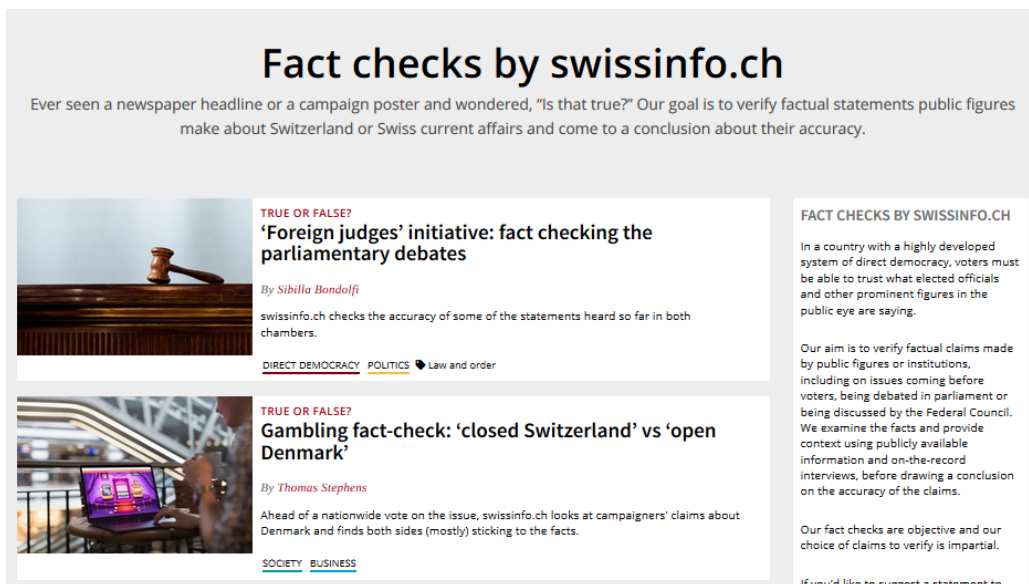 Fact checks by swissinfo.ch
Ever seen a newspaper headline or a campaign poster and wondered, “Is that true?” Our goal is to verify factual statements public figures
make about Switzerland or Swiss current affairs and come to a conclusion about their accuracy.
TRUE OR FALSE?
‘Foreign judges’ initiative: fact checking the
parliamentary debates
By Sibilla Bondolfi
swissinfo.ch checks the accuracy of some of the statements heard so far in both
chambers.
DIRECT DEMOCRACY POLITICS Law and order
TRUE OR FALSE?
Gambling fact-check: ‘closed Switzerland’ vs ‘open
Denmark’
By Thomas Stephens
Ahead of a nationwide vote on the issue, swissinfo.ch looks at campaigners' claims about
Denmark and finds both sides (mostly) sticking to the facts.
SOCIETY BUSINESS
FACT CHECKS BY SWISSINFO.CH
In a country with a highly developed
system of direct democracy, voters must
be able to trust what elected officials
and other prominent figures in the
public eye are saying.
Our aim is to verify factual claims made
by public figures or institutions,
including on issues coming before
voters, being debated in parliament or
being discussed by the Federal Council.
We examine the facts and provide
context using publicly available
information and on-the-record
interviews, before drawing a conclusion
on the accuracy of the claims.
Our fact checks are objective and our
choice of claims to verify is impartial.
If you'd like to suggest a statement to